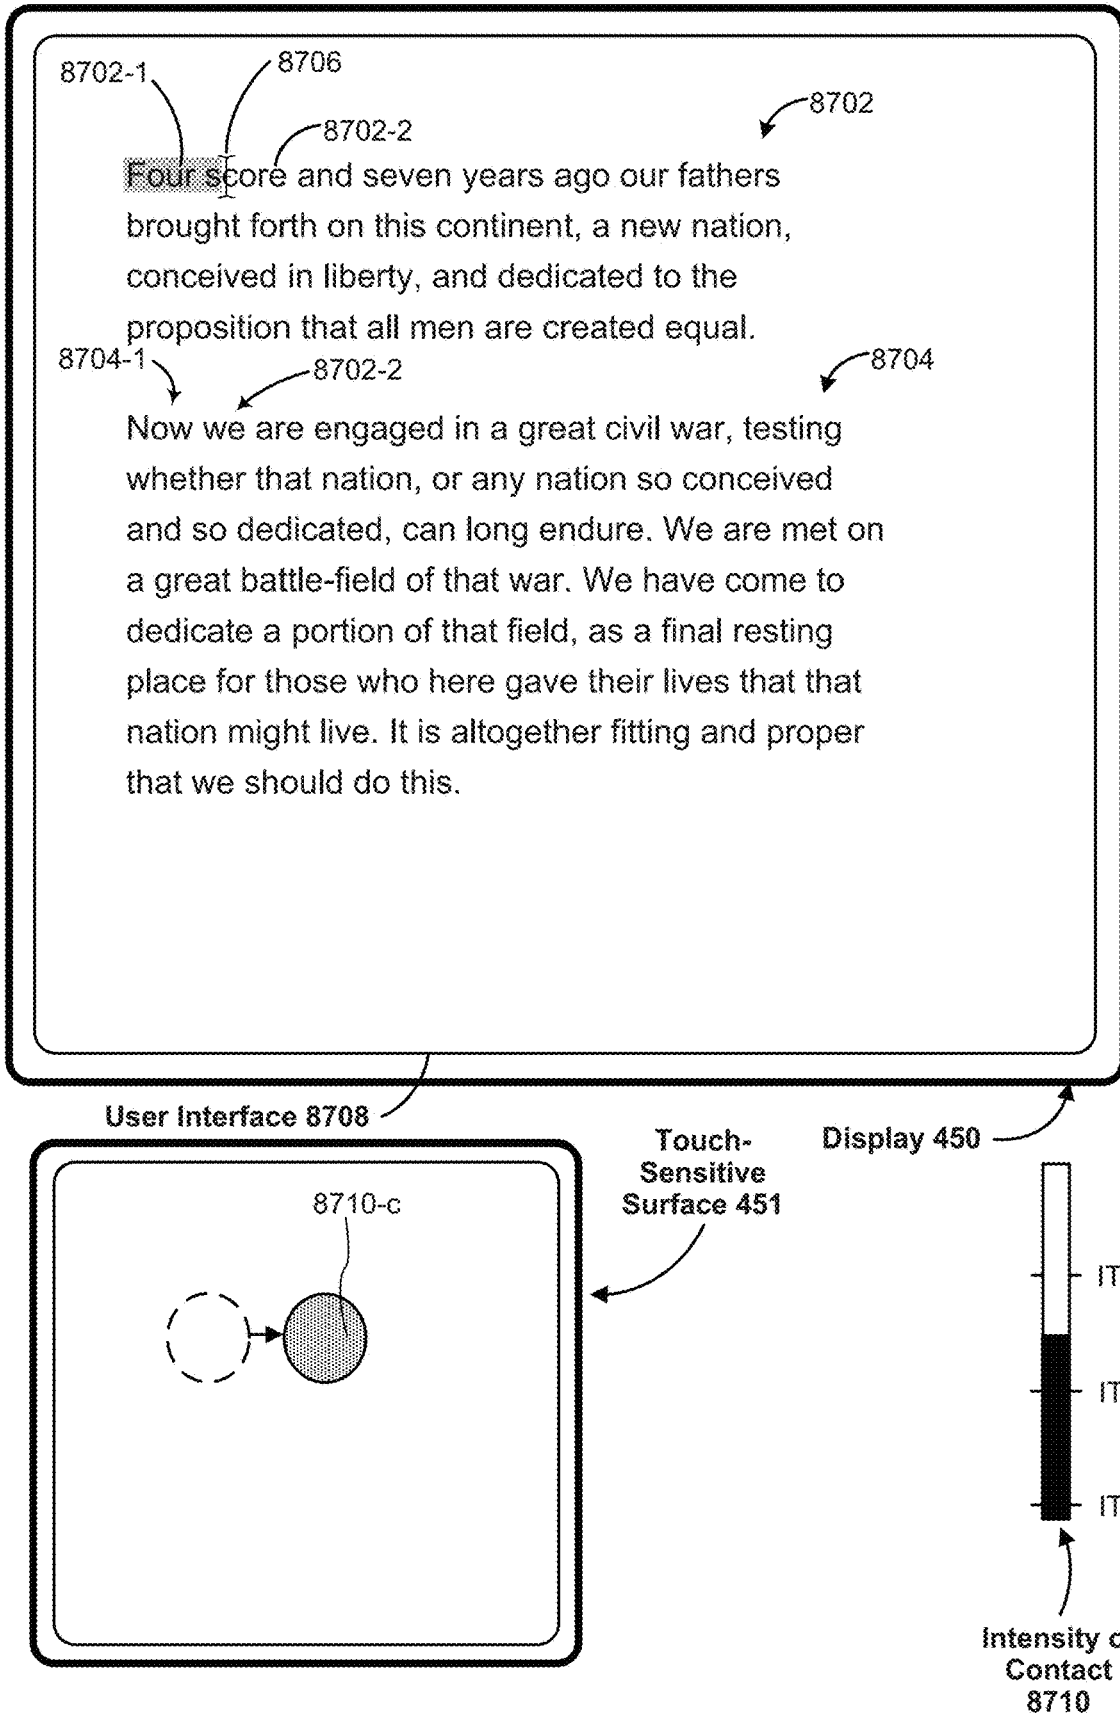 8702-1
8706
8702-2
8702
Four score and seven years ago our fathers
brought forth on this continent, a new nation,
conceived in liberty, and dedicated to the
proposition that all men are created equal.
8704-1
8702-2
8704
Now we are engaged in a great civil war, testing
whether that nation, or any nation so conceived
and so dedicated, can long endure. We are met on
a great battle-field of that war. We have come to
dedicate a portion of that field, as a final resting
place for those who here gave their lives that that
nation might live. It is altogether fitting and proper
that we should do this.
User Interface 8708
Display 450
Touch-
Sensitive
Surface 451
8710-c
IT
IT
IT
Intensity
Contact
8710